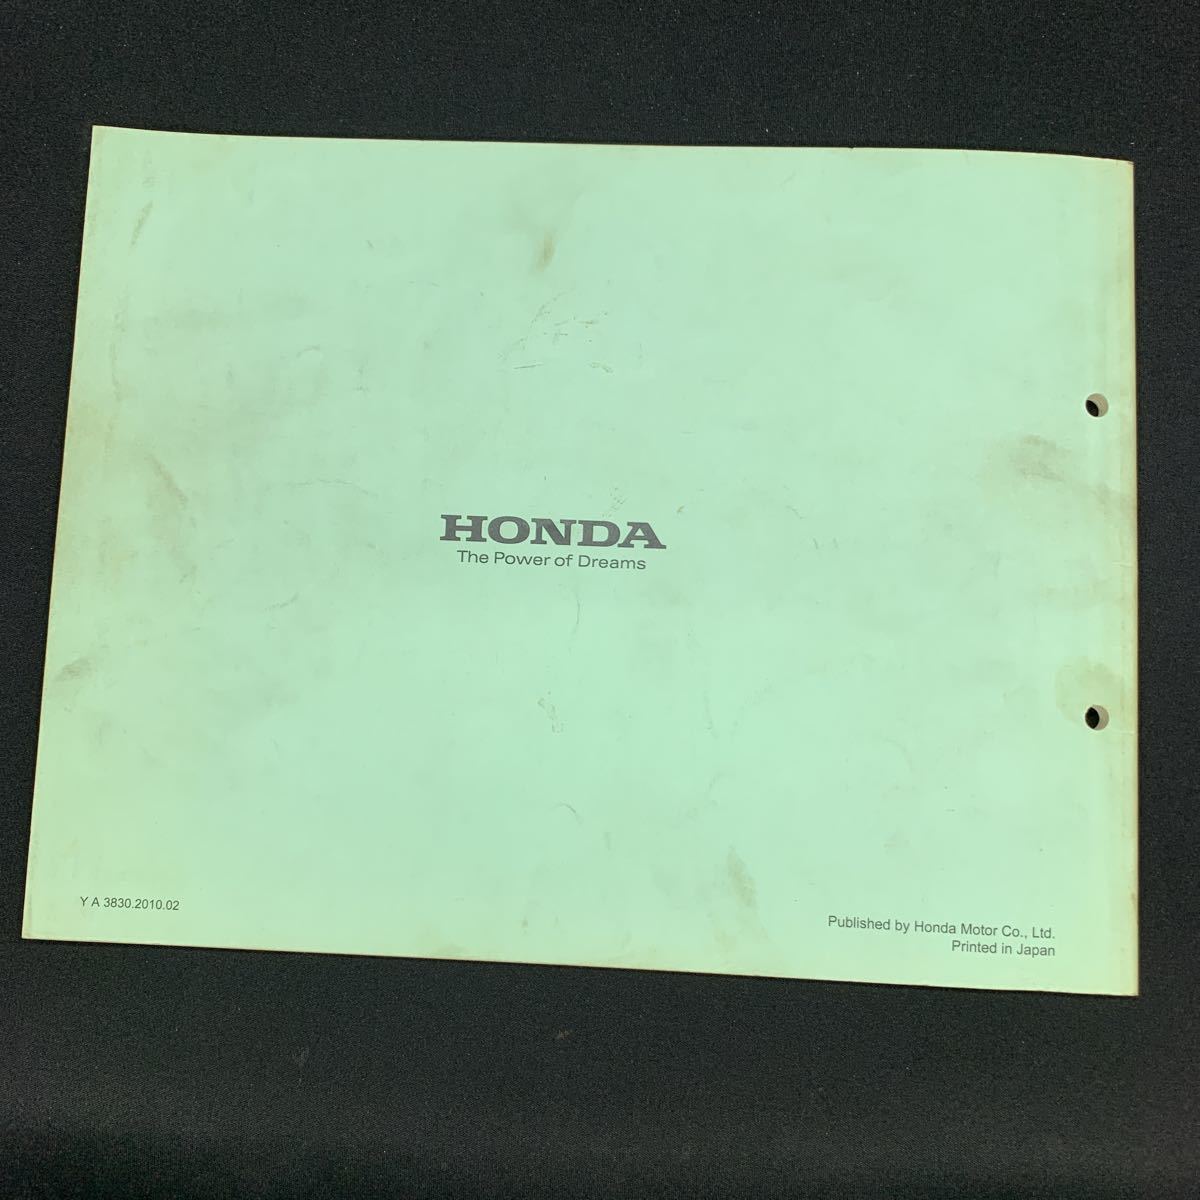 HONDA
The Power of Dreams
Y A 3830.2010.02
Published by Honda Motor Co., Ltd.
Printed in Japan